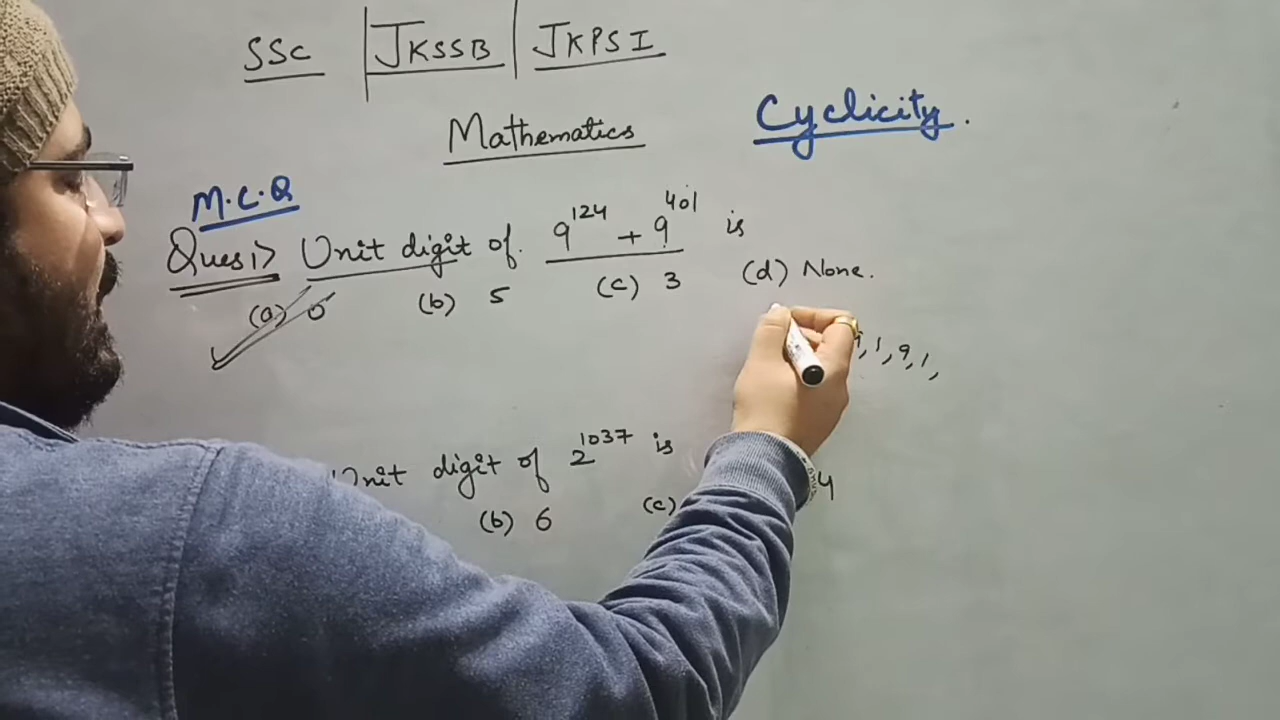 SSC | JKSSB | JKPSI
Mathematics
Cyclicity.
M.C.Q
Ques1> Unit digit of 9^124 + 9^401 is
(a) 0 (b) 5 (c) 3 (d) None.
9, 1, 9, 1,
Unit digit of 2^1037 is
(b) 6 (c) 4